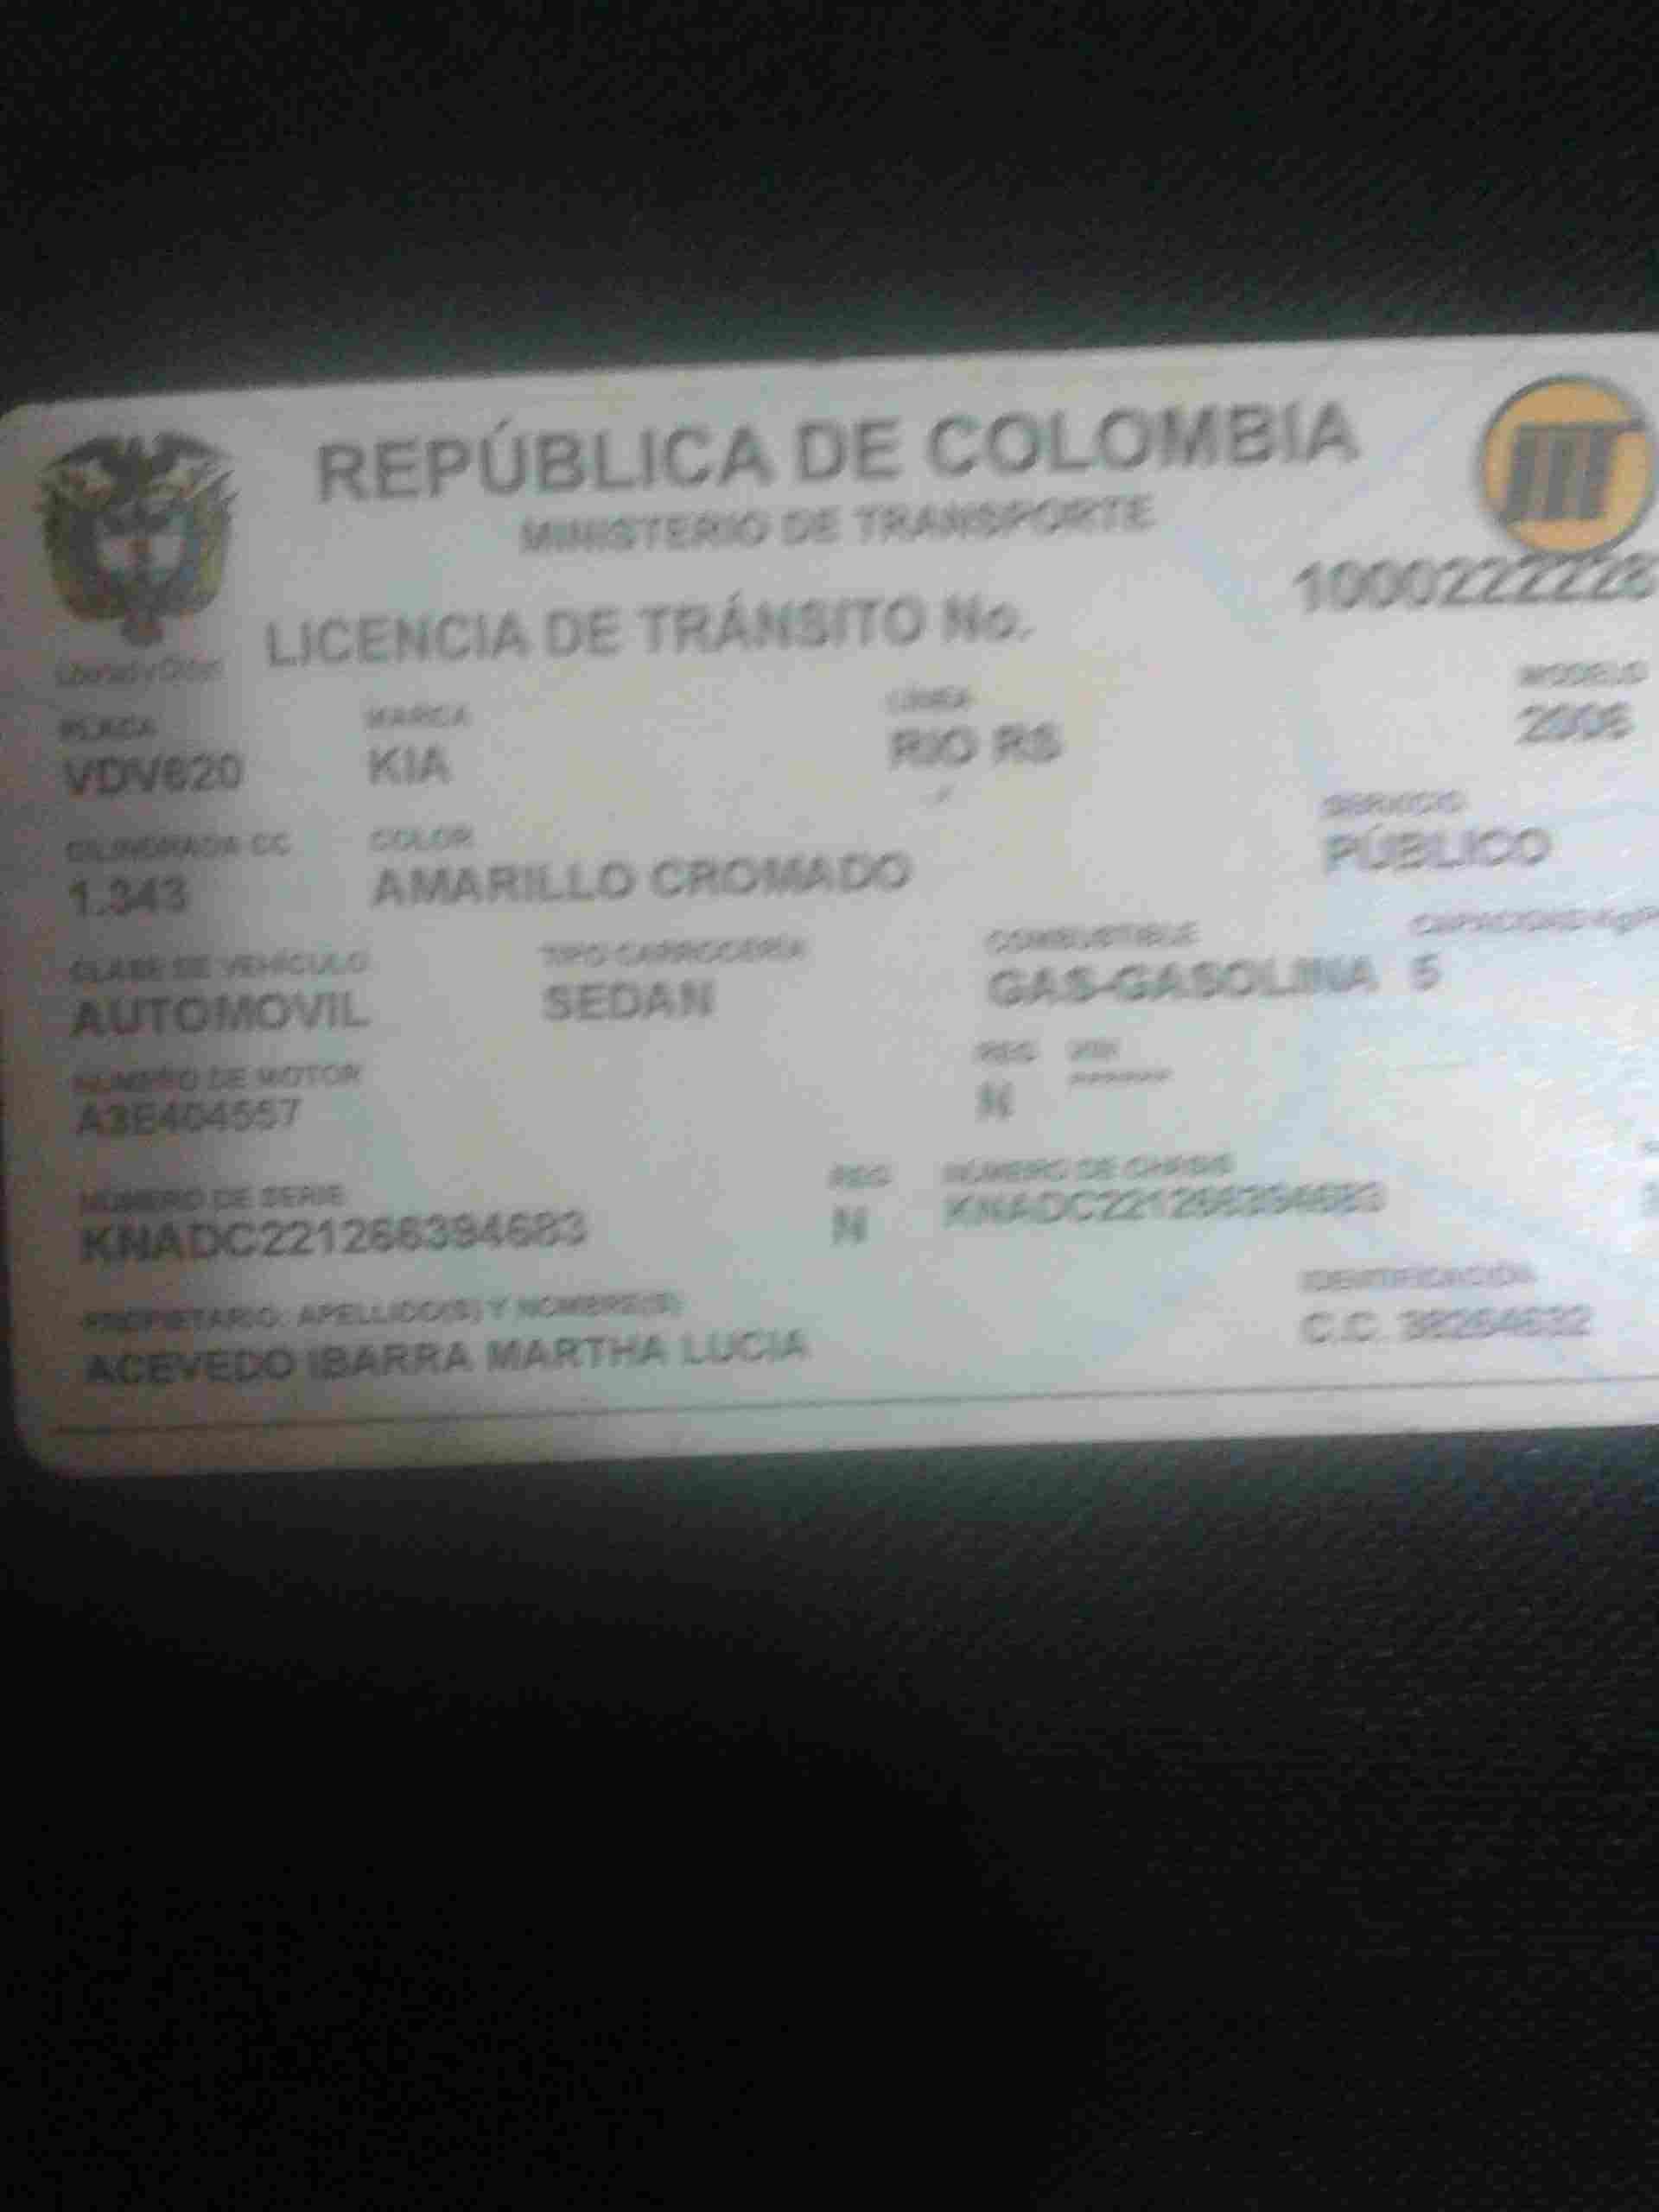 REPÚBLICA DE COLOMBIA
MINISTERIO DE TRANSPORTE
LICENCIA DE TRÁNSITO No. 1000222228
Libertad y Orden
PLACA MARCA LÍNEA MODELO
VDV620 KIA RIO RS 2006
CILINDRADA CC COLOR SERVICIO
1.343 AMARILLO CROMADO PÚBLICO
CLASE DE VEHÍCULO TIPO CARROCERÍA COMBUSTIBLE CAPACIDAD Kg/P
AUTOMOVIL SEDAN GAS-GASOLINA 5
NÚMERO DE MOTOR REG VIN
A3E404557 N *******
NÚMERO DE SERIE REG NÚMERO DE CHASIS
KNADC221266394683 N KNADC221266394683
PROPIETARIO: APELLIDO(S) Y NOMBRE(S) IDENTIFICACIÓN
ACEVEDO IBARRA MARTHA LUCIA C.C. 38264632